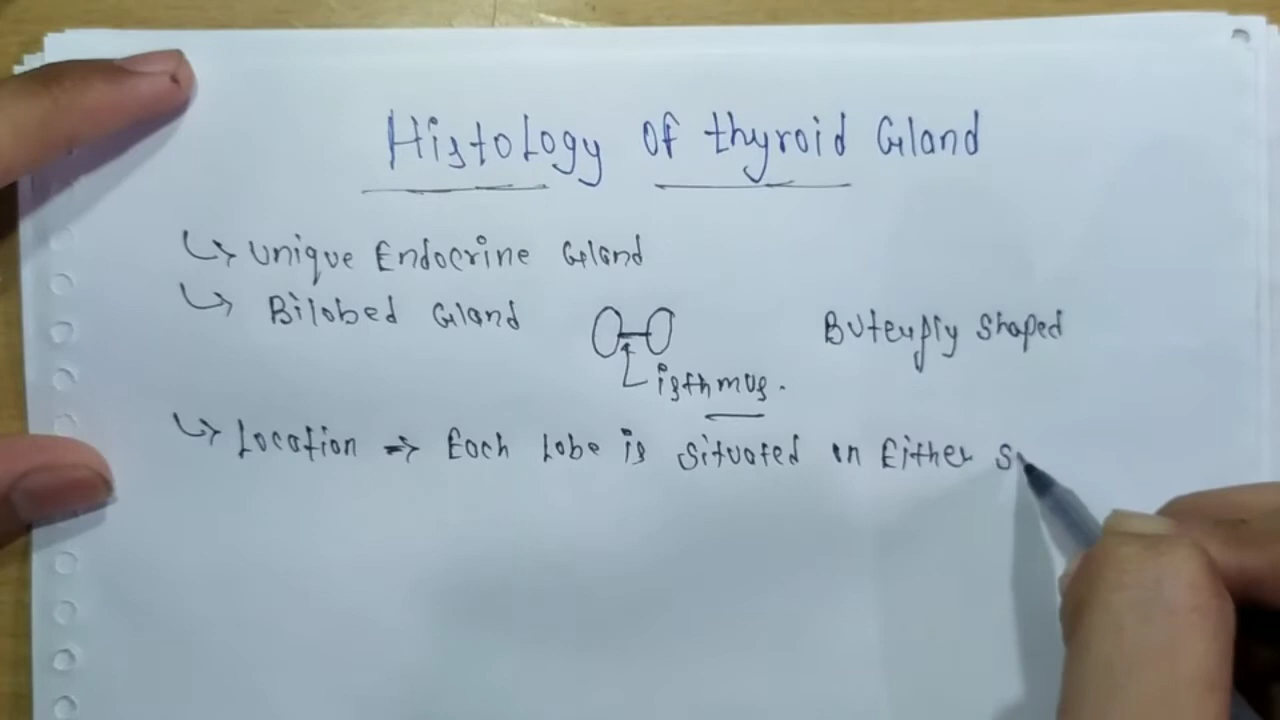 Histology of thyroid Gland
↳ Unique Endocrine Gland
↳ Bilobed Gland
Buterfly shaped
isthmus.
↳ Location ⇒ Each Lobe is situated on Either s